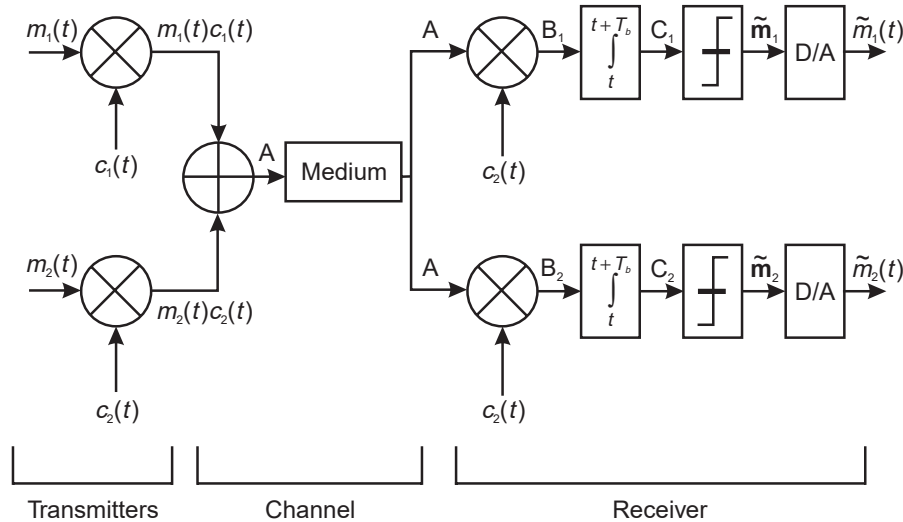 m₁(t)
m₁(t)c₁(t)
c₁(t)
A
Medium
m₂(t)
m₂(t)c₂(t)
c₂(t)
A
B₁
t + T_b
∫
t
C₁
m̃₁
D/A
m̃₁(t)
c₂(t)
A
B₂
t + T_b
∫
t
C₂
m̃₂
D/A
m̃₂(t)
c₂(t)
Transmitters
Channel
Receiver